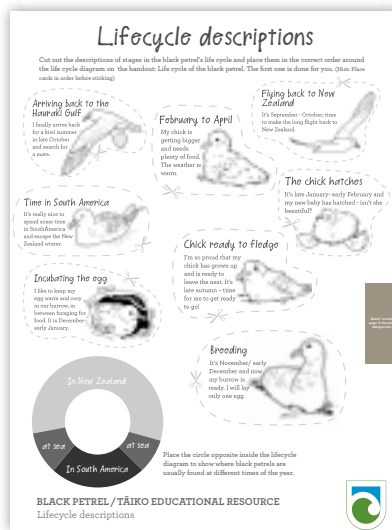 Lifecycle descriptions
Cut out the descriptions of stages in the black petrel's life cycle and place them in the correct order around
the life cycle diagram on the handout: Life cycle of the black petrel. The first one is done for you. (Hint: Place
cards in order before sticking)
Arriving back to the
Hauraki Gulf
I finally arrive back
for a kiwi summer
in late October
and search for
a mate.
February to April
My chick is
getting bigger
and needs
plenty of food.
The weather is
warm.
Flying back to New
Zealand
It's September - October, time
to make the long flight back to
New Zealand.
Time in South America
It's really nice to
spend some time
in SouthAmerica
and escape the New
Zealand winter.
The chick hatches
It's late January- early February and
my new baby has hatched - isn't she
beautiful?
Chick ready to fledge
I'm so proud that my
chick has grown up
and is ready to
leave the nest. It's
late autumn – time
for me to get ready
to go!
Incubating the egg
I like to keep my
egg warm and cosy
in our burrow, in
between foraging for
food. It is December-
early January.
Breeding
It's November/ early
December and now
my burrow is
ready. I will lay
only one egg.
In New Zealand
at sea
at sea
In South America
Place the circle opposite inside the lifecycle
diagram to show where black petrels are
usually found at different times of the year.
BLACK PETREL / TĀIKO EDUCATIONAL RESOURCE
Lifecycle descriptions